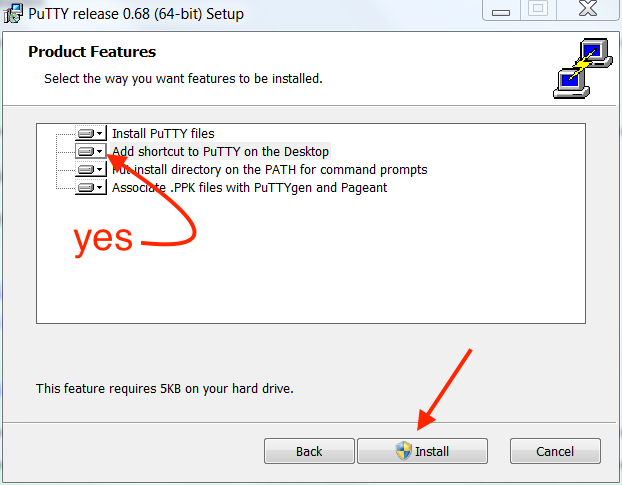 PuTTY release 0.68 (64-bit) Setup
Product Features
Select the way you want features to be installed.
Install PuTTY files
Add shortcut to PuTTY on the Desktop
Put install directory on the PATH for command prompts
Associate .PPK files with PuTTYgen and Pageant
yes
This feature requires 5KB on your hard drive.
Back Install Cancel